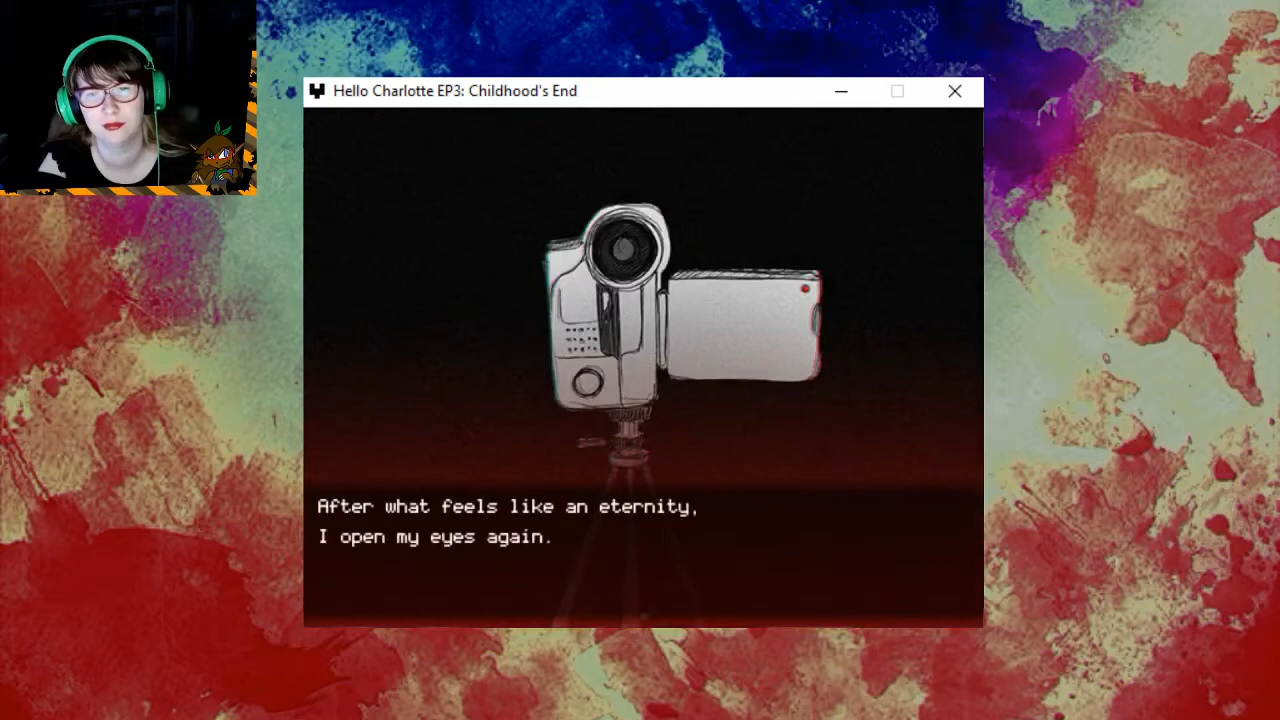 Hello Charlotte EP3: Childhood's End
After what feels like an eternity,
I open my eyes again.